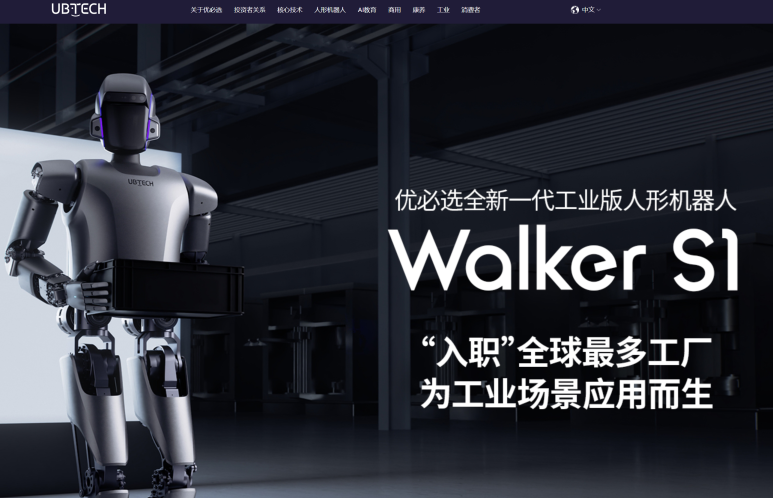 UBTECH
关于优必选 投资者关系 核心技术 人形机器人 AI教育 商用 康养 工业 消费者
中文
UBTECH
优必选全新一代工业版人形机器人
Walker S1
“入职”全球最多工厂
为工业场景应用而生